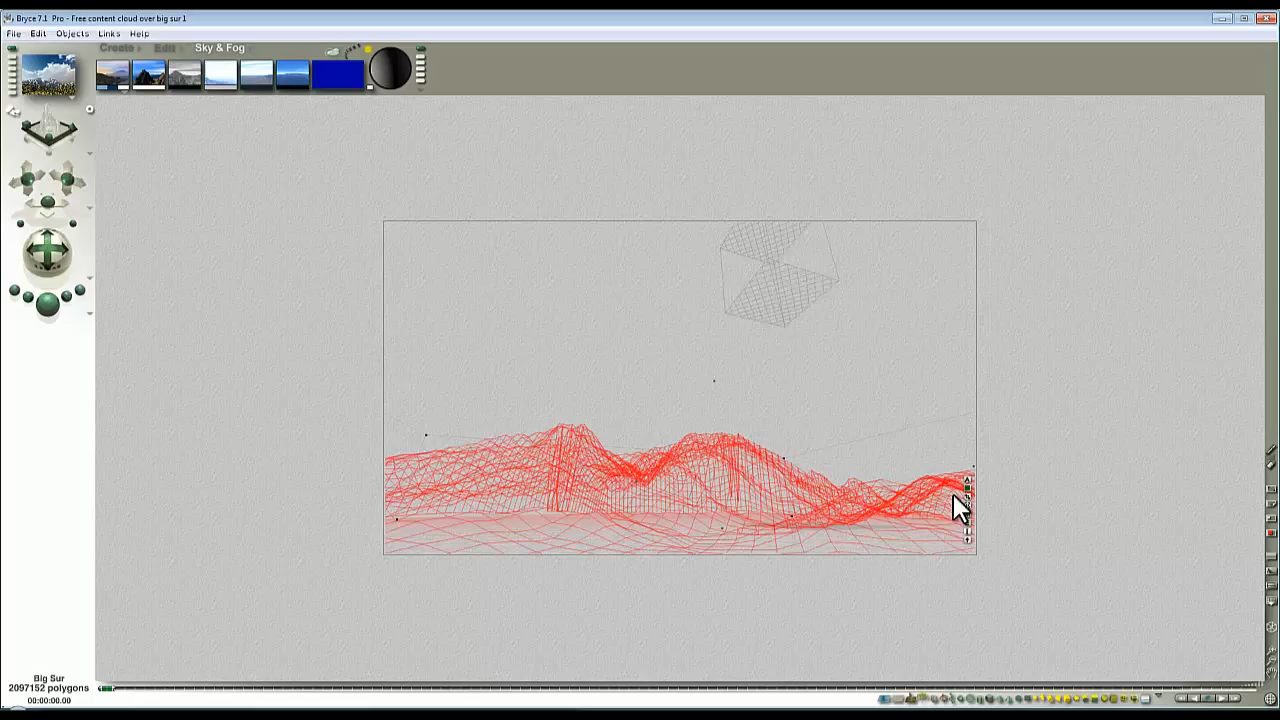 Bryce 7.1 Pro - Free content cloud over big sur 1
File Edit Objects Links Help
Create Edit Sky & Fog
A
Big Sur
2097152 polygons
00:00:00.00